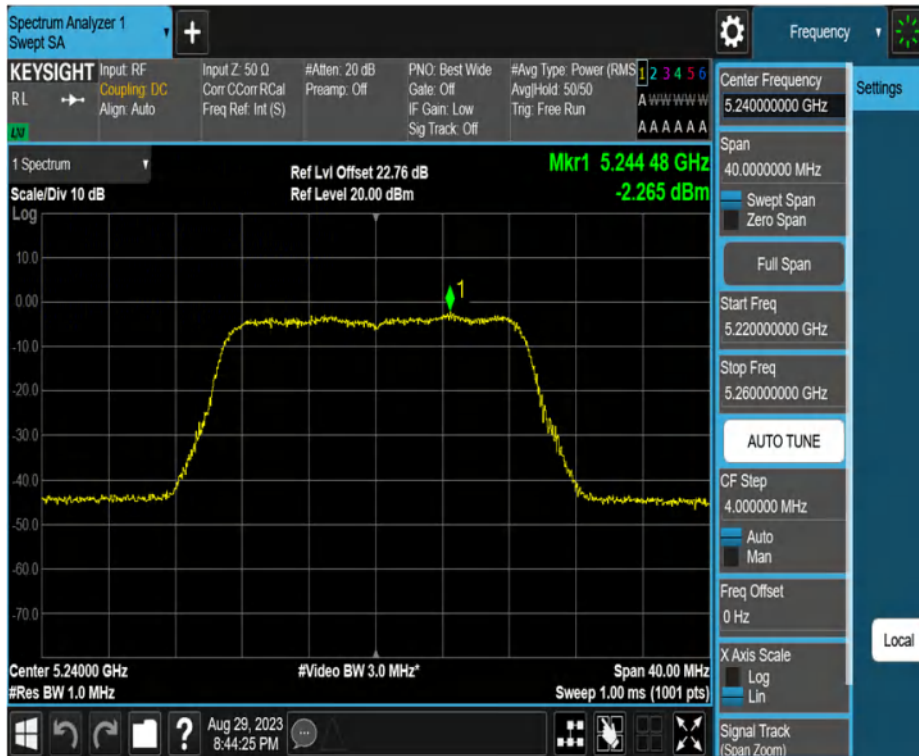 Spectrum Analyzer 1
Swept SA
Frequency
KEYSIGHT
RL
LXI
Input: RF
Coupling: DC
Align: Auto
Input Z: 50 Ω
Corr CCorr RCal
Freq Ref: Int (S)
#Atten: 20 dB
Preamp: Off
PNO: Best Wide
Gate: Off
IF Gain: Low
Sig Track: Off
#Avg Type: Power (RMS
Avg|Hold: 50/50
Trig: Free Run
1 2 3 4 5 6
A W W W W W
A A A A A A
Center Frequency
5.240000000 GHz
Settings
Span
40.0000000 MHz
Swept Span
Zero Span
Full Span
Start Freq
5.220000000 GHz
Stop Freq
5.260000000 GHz
AUTO TUNE
CF Step
4.000000 MHz
Auto
Man
Freq Offset
0 Hz
X Axis Scale
Log
Lin
Local
Signal Track
(Span Zoom)
1 Spectrum
Scale/Div 10 dB
Ref Lvl Offset 22.76 dB
Ref Level 20.00 dBm
Mkr1 5.244 48 GHz
-2.265 dBm
Log
10.0
0.00
-10.0
-20.0
-30.0
-40.0
-50.0
-60.0
-70.0
1
Center 5.24000 GHz
#Res BW 1.0 MHz
#Video BW 3.0 MHz*
Span 40.00 MHz
Sweep 1.00 ms (1001 pts)
?
Aug 29, 2023
8:44:25 PM